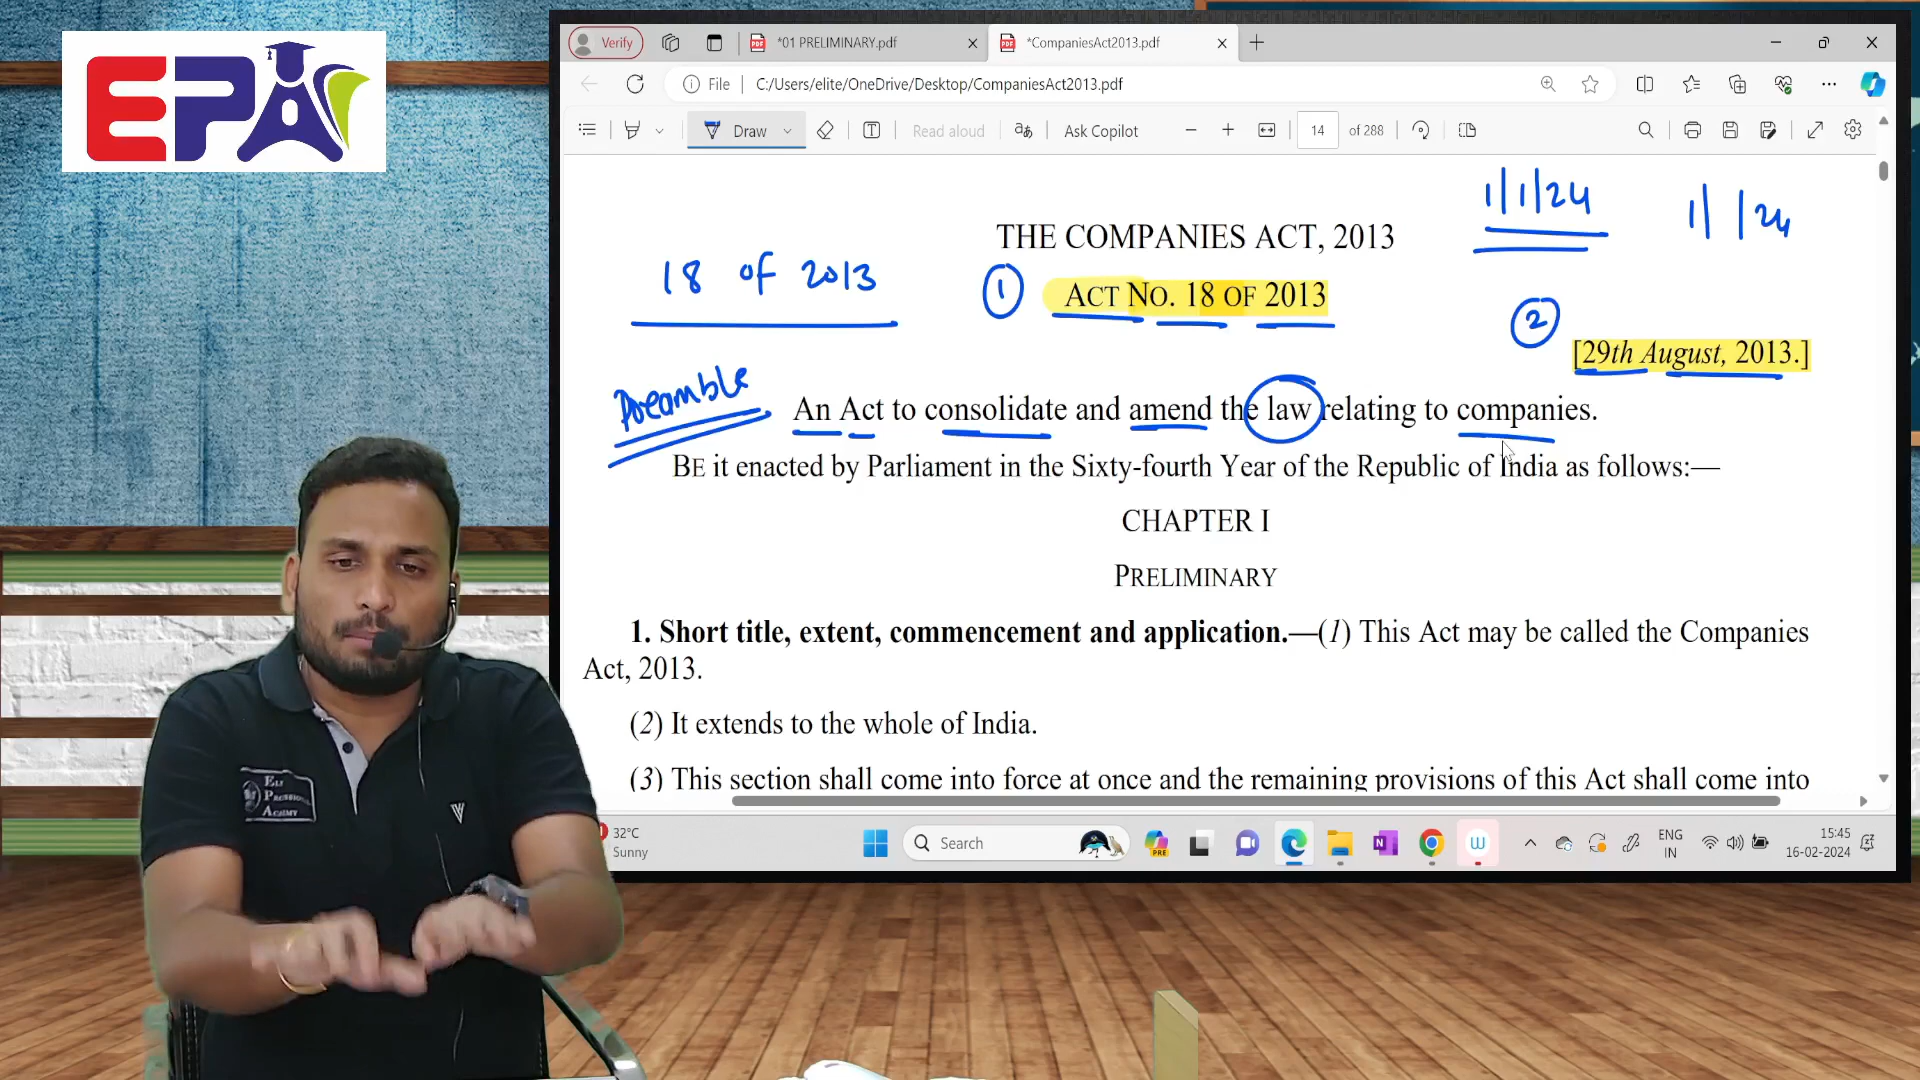 EPA
Verify
*01 PRELIMINARY.pdf
*CompaniesAct2013.pdf
File
C:/Users/elite/OneDrive/Desktop/CompaniesAct2013.pdf
Draw
Read aloud
Ask Copilot
14
of 288
1/1/24
1/ /24
THE COMPANIES ACT, 2013
18 of 2013
1
ACT NO. 18 OF 2013
2
[29th August, 2013.]
Preamble
An Act to consolidate and amend the law relating to companies.
BE it enacted by Parliament in the Sixty-fourth Year of the Republic of India as follows:—
CHAPTER I
PRELIMINARY
1. Short title, extent, commencement and application.—(1) This Act may be called the Companies
Act, 2013.
(2) It extends to the whole of India.
(3) This section shall come into force at once and the remaining provisions of this Act shall come into
32°C
Sunny
Search
PRE
ENG
IN
15:45
16-02-2024